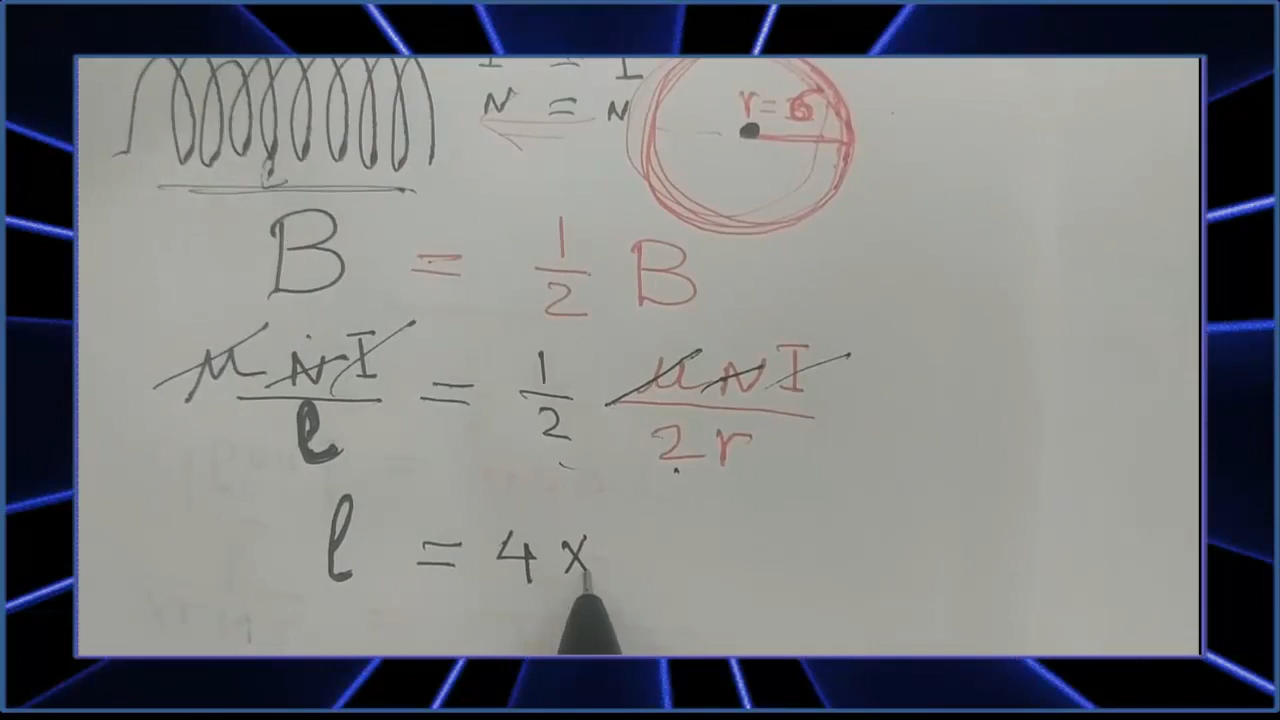 I = I
N = N
r = 6
l
B = 1/2 B
μNI/l = 1/2 μNI/2r
l = 4 ×